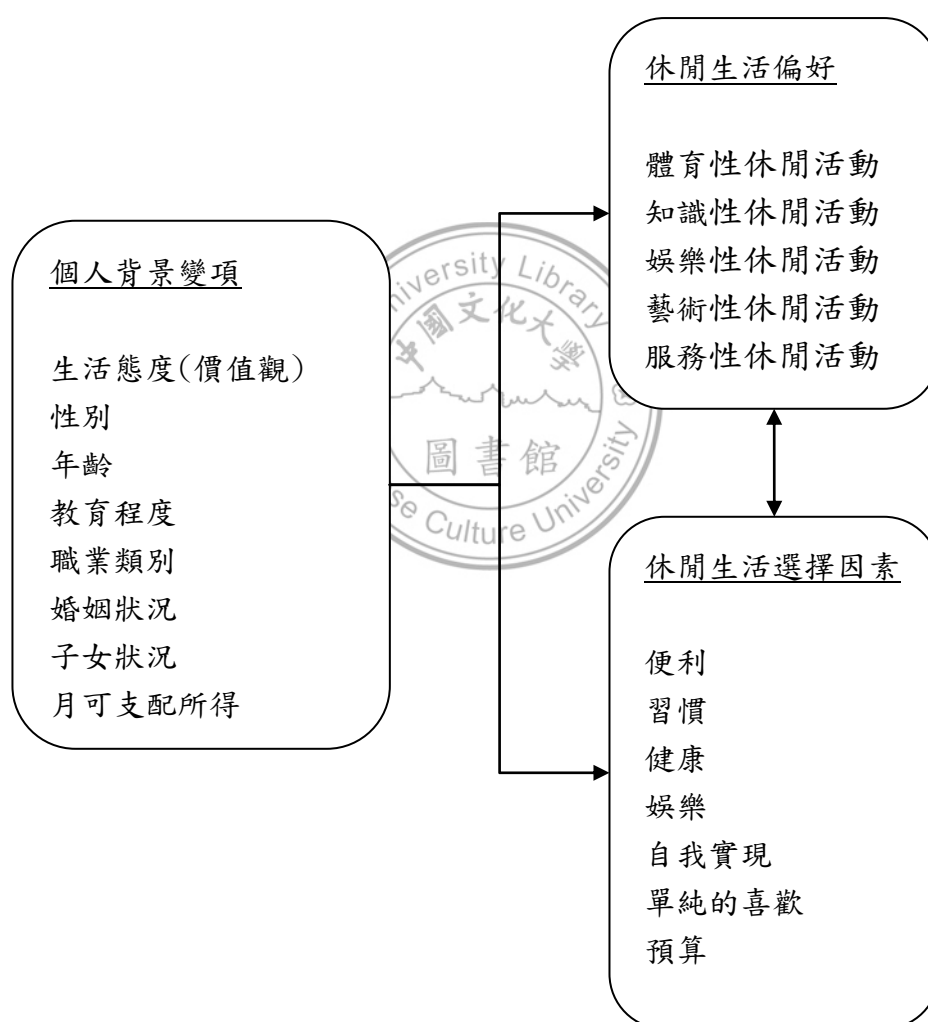 個人背景變項
生活態度(價值觀)
性別
年齡
教育程度
職業類別
婚姻狀況
子女狀況
月可支配所得
休閒生活偏好
體育性休閒活動
知識性休閒活動
娛樂性休閒活動
藝術性休閒活動
服務性休閒活動
休閒生活選擇因素
便利
習慣
健康
娛樂
自我實現
單純的喜歡
預算
University Library
中國文化大學
圖書館
Culture University